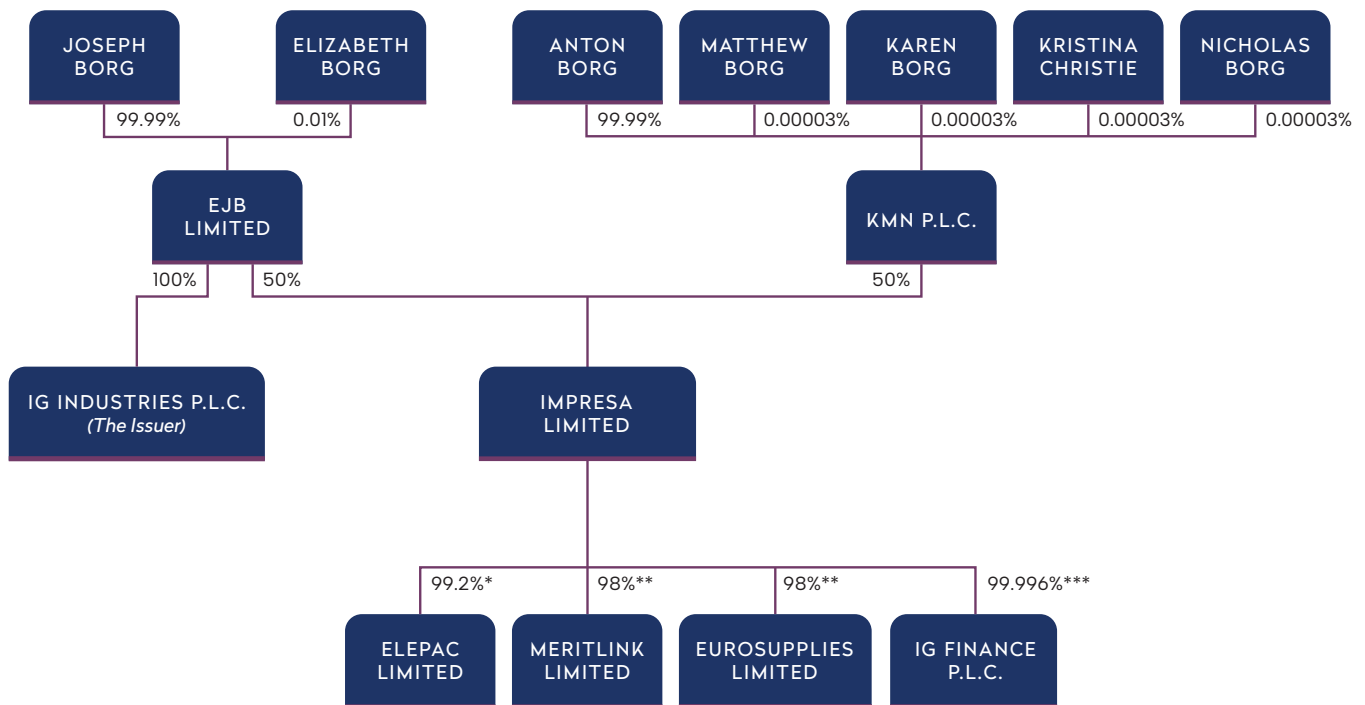 JOSEPH
BORG
ELIZABETH
BORG
ANTON
BORG
MATTHEW
BORG
KAREN
BORG
KRISTINA
CHRISTIE
NICHOLAS
BORG
99.99%
0.01%
99.99%
0.00003%
0.00003%
0.00003%
0.00003%
EJB
LIMITED
KMN P.L.C.
100%
50%
50%
IG INDUSTRIES P.L.C.
(The Issuer)
IMPRESA
LIMITED
99.2%*
98%**
98%**
99.996%***
ELEPAC
LIMITED
MERITLINK
LIMITED
EUROSUPPLIES
LIMITED
IG FINANCE
P.L.C.